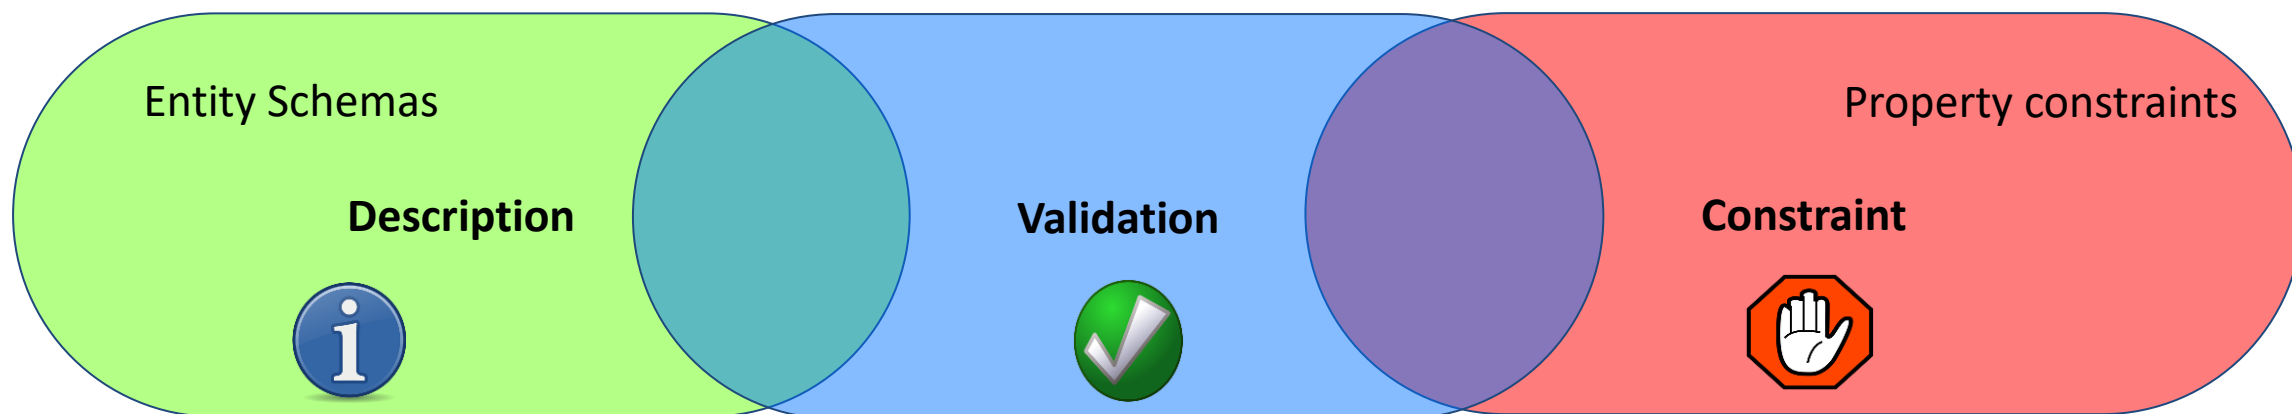 Entity Schemas
Property constraints
Description
Validation
Constraint